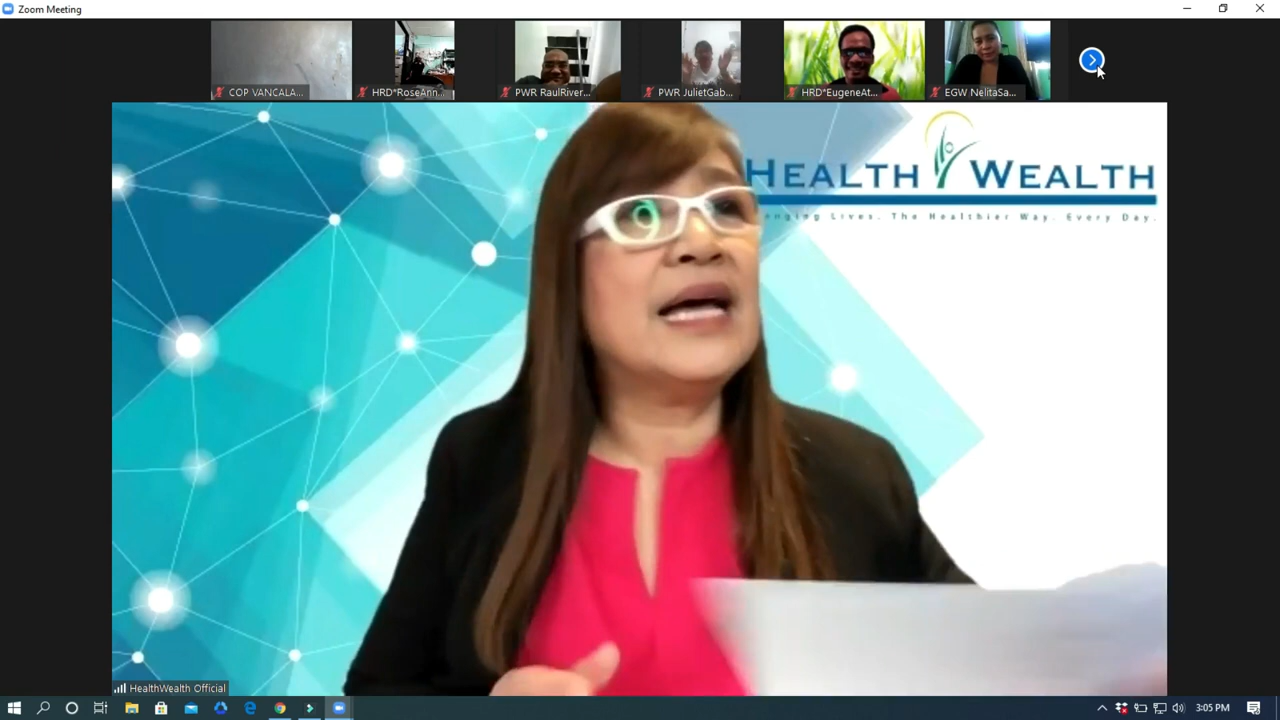 Zoom Meeting
COP VANCALA...
HRD*RoseAnn...
PWR RaulRiver...
PWR JulietGab...
HRD*EugeneAt...
EGW NelitaSa...
HEALTH WEALTH
Lives. The Healthier Way. Every Day.
HealthWealth Official
3:05 PM